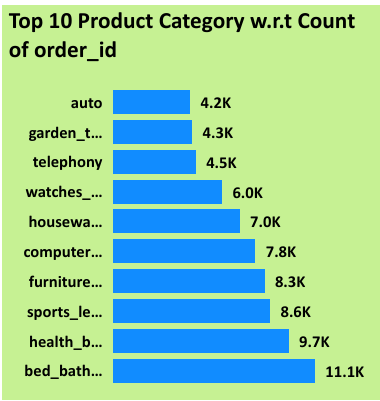 Top 10 Product Category w.r.t Count
of order_id
auto 4.2K
garden_t... 4.3K
telephony 4.5K
watches_... 6.0K
housewa... 7.0K
computer... 7.8K
furniture... 8.3K
sports_le... 8.6K
health_b... 9.7K
bed_bath... 11.1K